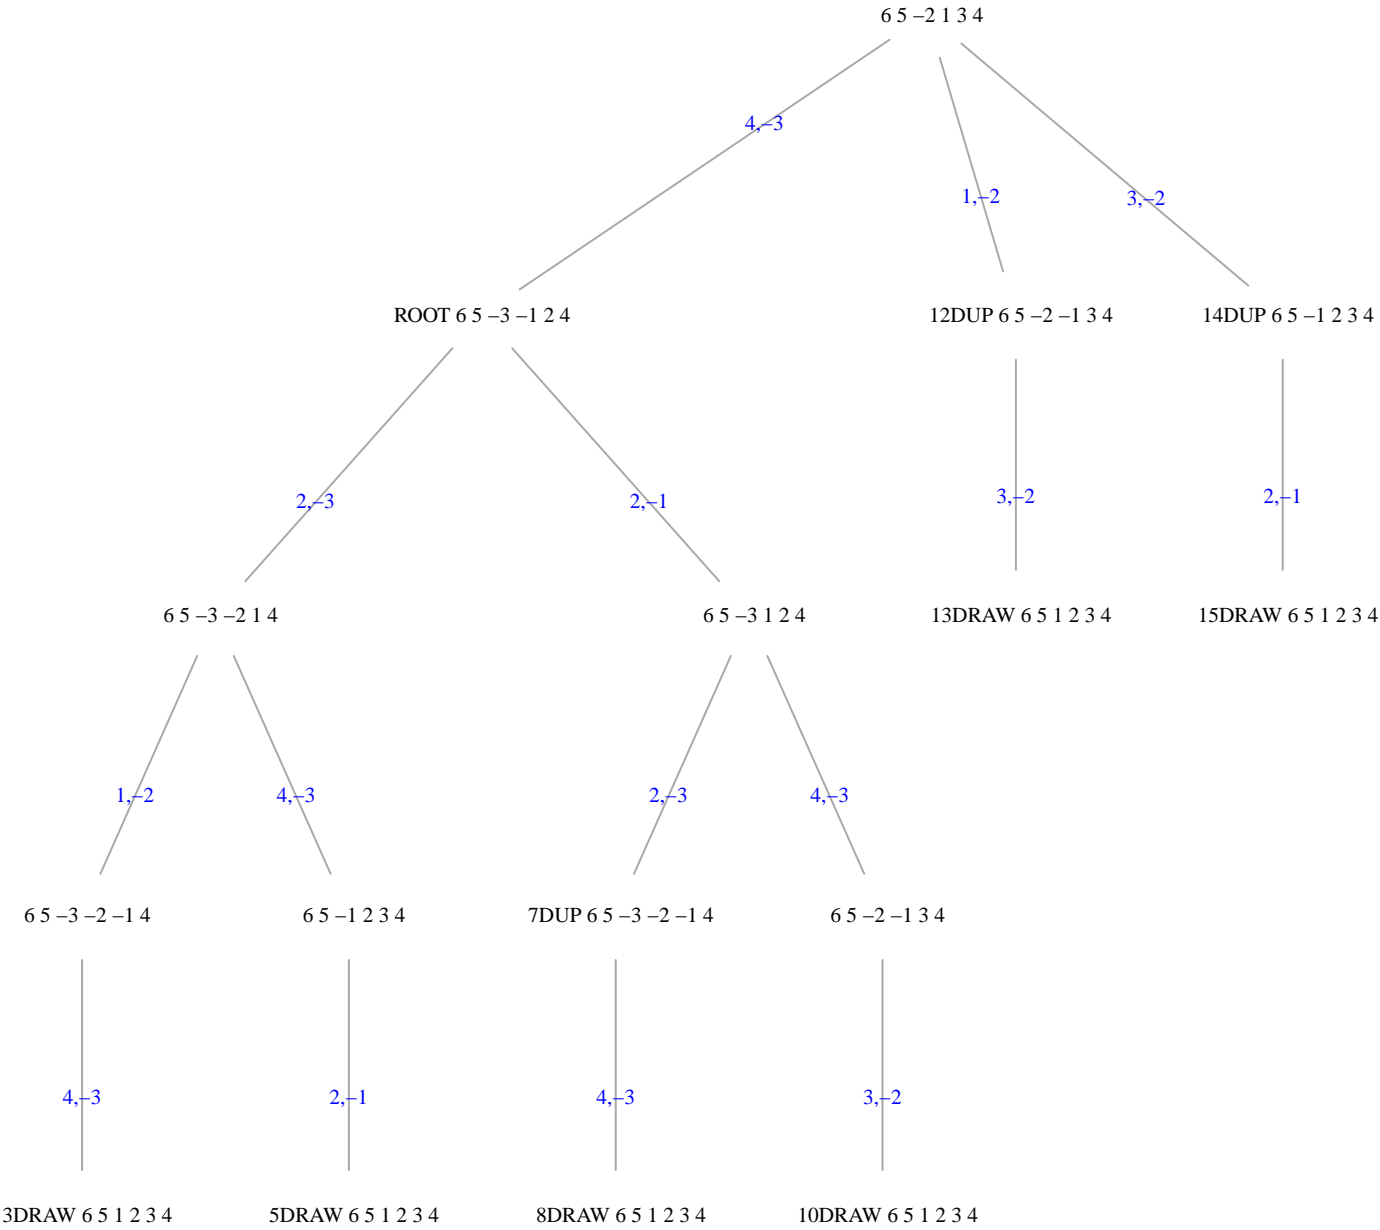 6 5 –2 1 3 4
4,–3
1,–2
3,–2
ROOT 6 5 –3 –1 2 4
12DUP 6 5 –2 –1 3 4
14DUP 6 5 –1 2 3 4
2,–3
2,–1
3,–2
2,–1
6 5 –3 –2 1 4
6 5 –3 1 2 4
13DRAW 6 5 1 2 3 4
15DRAW 6 5 1 2 3 4
1,–2
4,–3
2,–3
4,–3
6 5 –3 –2 –1 4
6 5 –1 2 3 4
7DUP 6 5 –3 –2 –1 4
6 5 –2 –1 3 4
4,–3
2,–1
4,–3
3,–2
3DRAW 6 5 1 2 3 4
5DRAW 6 5 1 2 3 4
8DRAW 6 5 1 2 3 4
10DRAW 6 5 1 2 3 4